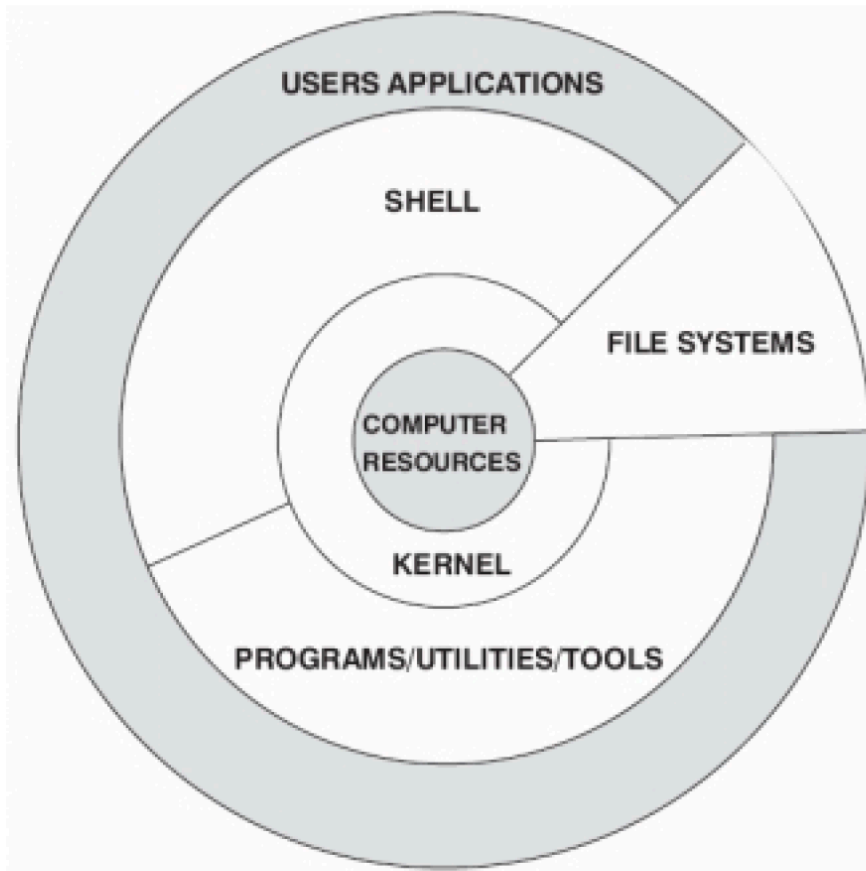 USERS APPLICATIONS
SHELL
FILE SYSTEMS
COMPUTER
RESOURCES
KERNEL
PROGRAMS/UTILITIES/TOOLS